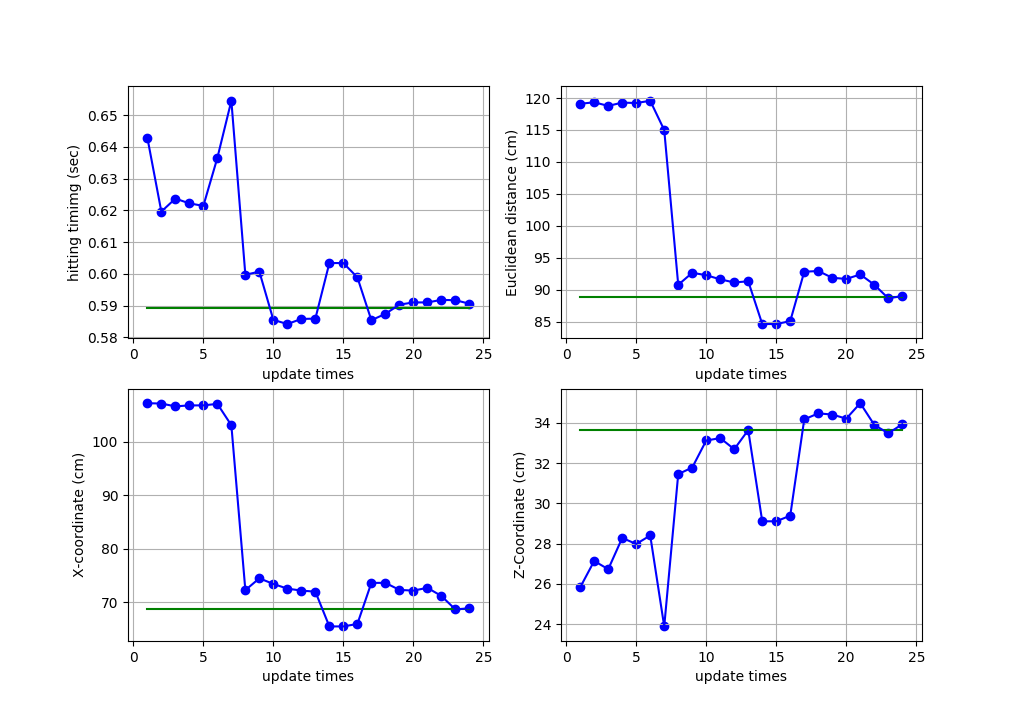 0.65
0.64
0.63
0.62
0.61
0.60
0.59
0.58
hitting timimg (sec)
0 5 10 15 20 25
update times
120
115
110
105
100
95
90
85
Euclidean distance (cm)
0 5 10 15 20 25
update times
100
90
80
70
X-coordinate (cm)
0 5 10 15 20 25
update times
34
32
30
28
26
24
Z-Coordinate (cm)
0 5 10 15 20 25
update times